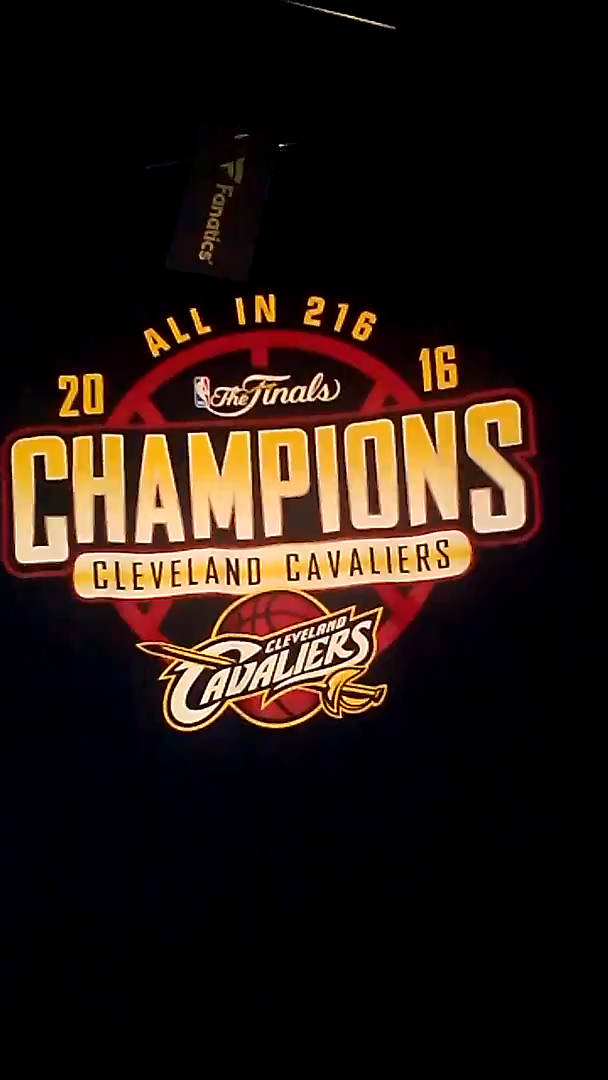 Fanatics
ALL IN 216
20 16
The Finals
CHAMPIONS
CLEVELAND CAVALIERS
CLEVELAND
CAVALIERS